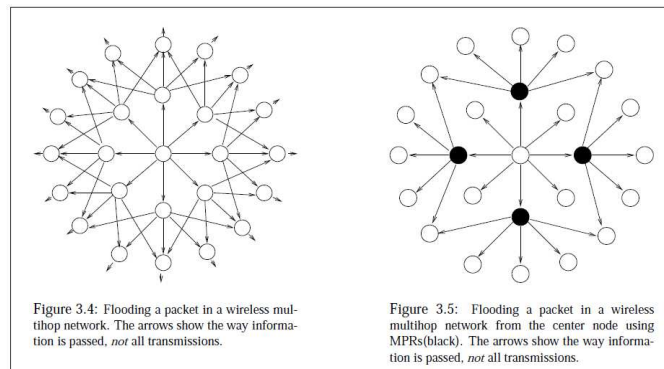 Figure 3.4: Flooding a packet in a wireless mul-
tihop network. The arrows show the way informa-
tion is passed, not all transmissions.
Figure 3.5: Flooding a packet in a wireless
multihop network from the center node using
MPRs(black). The arrows show the way informa-
tion is passed, not all transmissions.